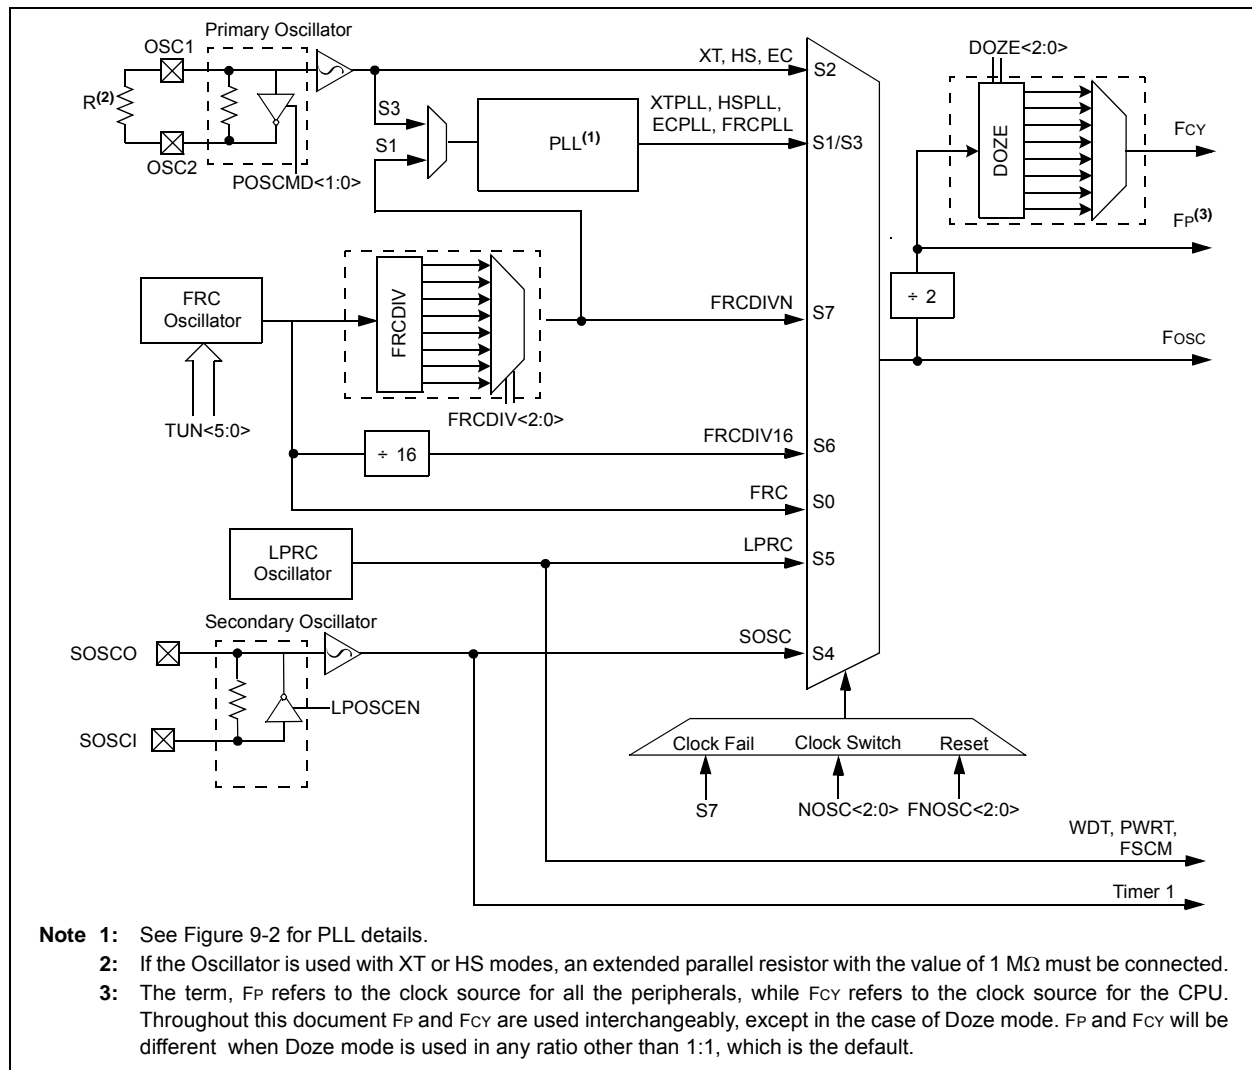 Primary Oscillator
OSC1
R(2)
OSC2
POSCMD<1:0>
S3
S1
PLL(1)
XT, HS, EC
XTPLL, HSPLL,
ECPLL, FRCPLL
S2
S1/S3
DOZE<2:0>
DOZE
FCY
FP(3)
÷ 2
FOSC
FRC
Oscillator
TUN<5:0>
FRCDIV
FRCDIV<2:0>
FRCDIVN
S7
÷ 16
FRCDIV16
S6
FRC
S0
LPRC
Oscillator
LPRC
S5
Secondary Oscillator
SOSCO
SOSCI
LPOSCEN
SOSC
S4
Clock Fail
Clock Switch
Reset
S7
NOSC<2:0>
FNOSC<2:0>
WDT, PWRT,
FSCM
Timer 1
Note 1: See Figure 9-2 for PLL details.
2: If the Oscillator is used with XT or HS modes, an extended parallel resistor with the value of 1 MΩ must be connected.
3: The term, FP refers to the clock source for all the peripherals, while FCY refers to the clock source for the CPU.
Throughout this document FP and FCY are used interchangeably, except in the case of Doze mode. FP and FCY will be
different when Doze mode is used in any ratio other than 1:1, which is the default.